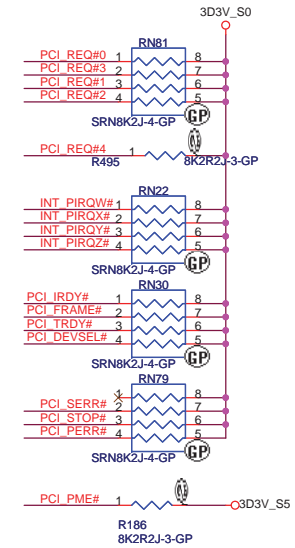 3D3V_S0
RN81
PCI_REQ#0 1 8
PCI_REQ#3 2 7
PCI_REQ#1 3 6
PCI_REQ#2 4 5
SRN8K2J-4-GP GP
PCI_REQ#4 1
R495 8K2R2J-3-GP
RN22
INT_PIRQW# 1 8
INT_PIRQX# 2 7
INT_PIRQY# 3 6
INT_PIRQZ# 4 5
SRN8K2J-4-GP GP
RN30
PCI_IRDY# 1 8
PCI_FRAME# 2 7
PCI_TRDY# 3 6
PCI_DEVSEL# 4 5
SRN8K2J-4-GP GP
RN79
1 8
PCI_SERR# 2 7
PCI_STOP# 3 6
PCI_PERR# 4 5
SRN8K2J-4-GP GP
PCI_PME# 1 3D3V_S5
R186
8K2R2J-3-GP